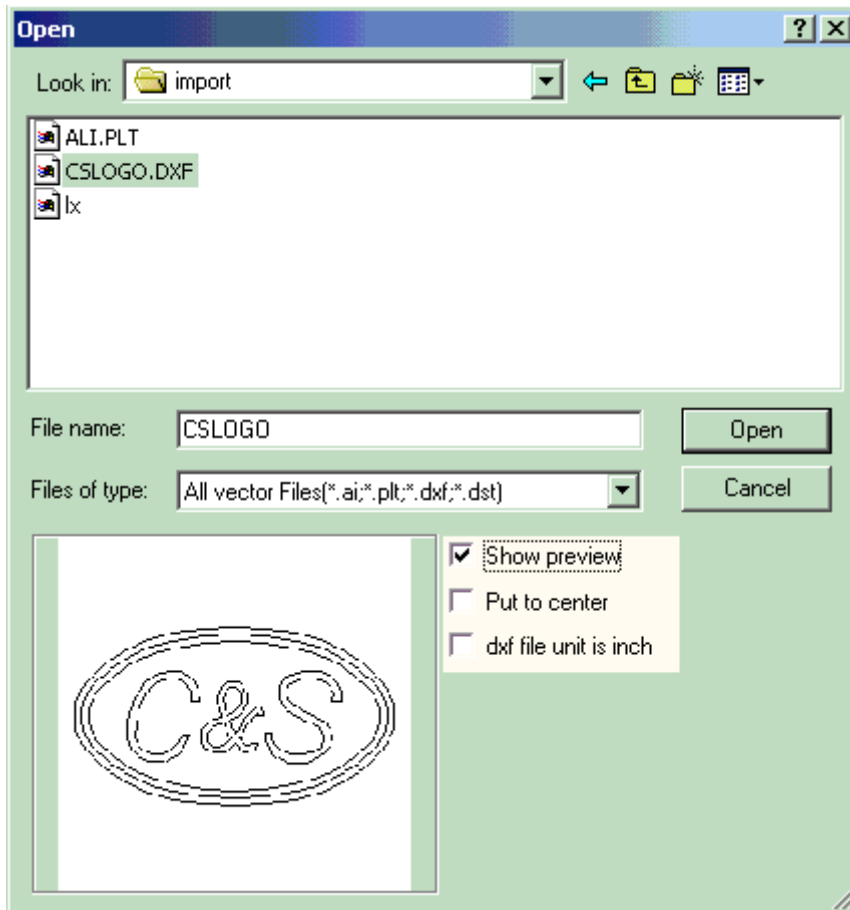 Open
Look in: import
ALI.PLT
CSLOGO.DXF
lx
File name: CSLOGO Open
Files of type: All vector Files(*.ai;*.plt;*.dxf;*.dst) Cancel
Show preview
Put to center
dxf file unit is inch
C&S